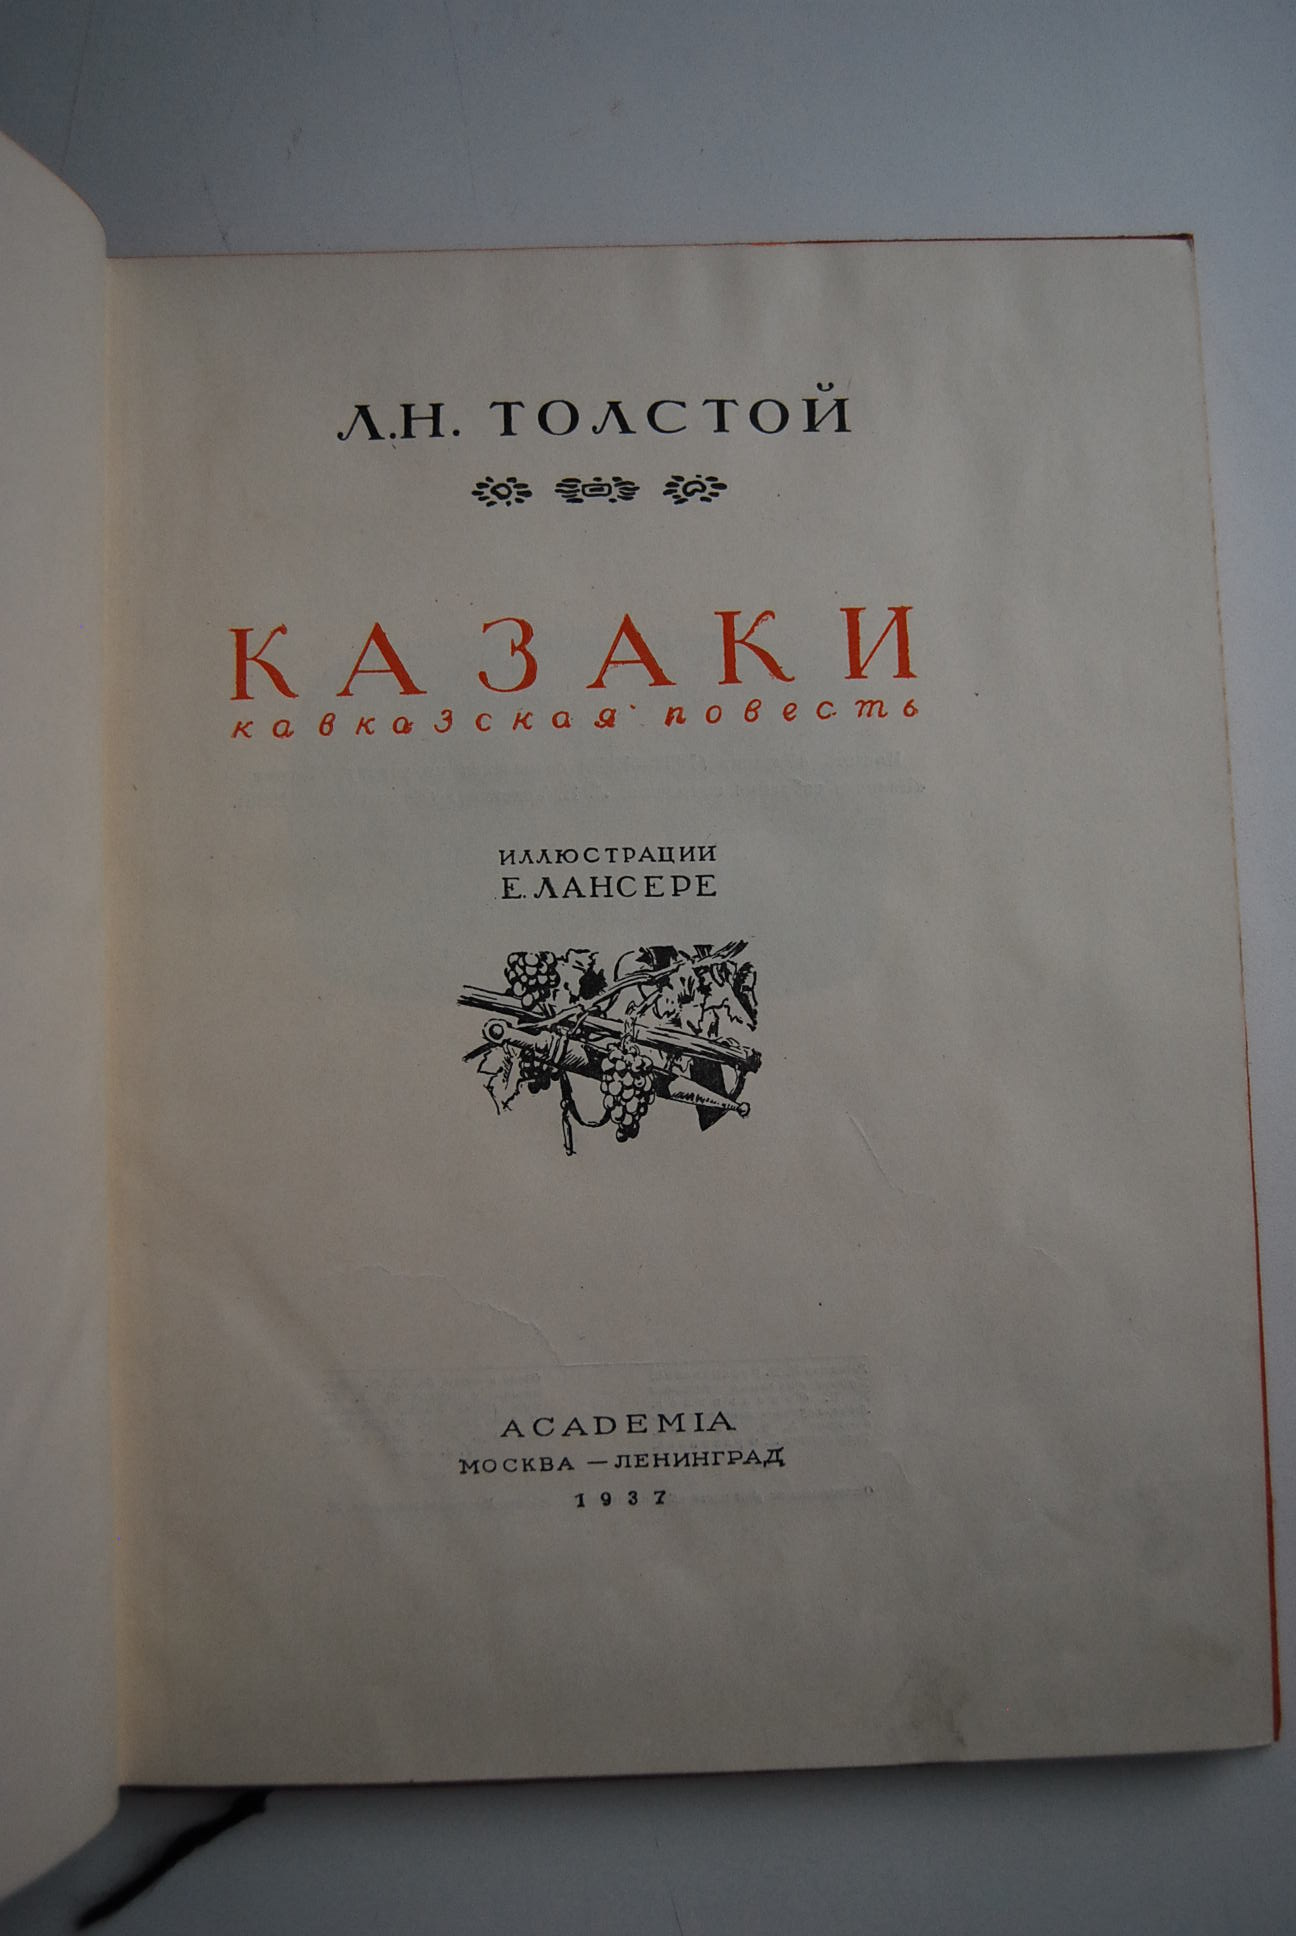 Л.Н. ТОЛСТОЙ
КАЗАКИ
кавказская повесть
ИЛЛЮСТРАЦИИ
Е. ЛАНСЕРЕ
ACADEMIA
МОСКВА — ЛЕНИНГРАД
1937